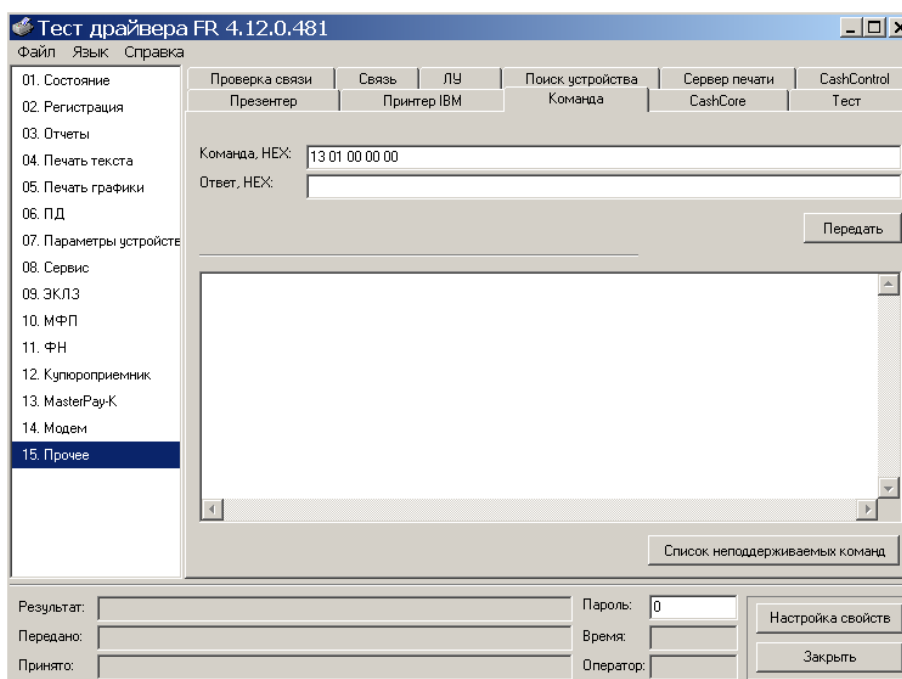 Тест драйвера FR 4.12.0.481
Файл Язык Справка
01. Состояние
02. Регистрация
03. Отчеты
04. Печать текста
05. Печать графики
06. ПД
07. Параметры устройств
08. Сервис
09. ЭКЛЗ
10. МФП
11. ФН
12. Купюроприемник
13. MasterPay-K
14. Модем
15. Прочее
Проверка связи Связь ЛУ Поиск устройства Сервер печати CashControl
Презентер Принтер IBM Команда CashCore Тест
Команда, HEX: 13 01 00 00 00
Ответ, HEX:
Передать
Список неподдерживаемых команд
Результат: Пароль: 0
Передано: Время:
Принято: Оператор:
Настройка свойств
Закрыть